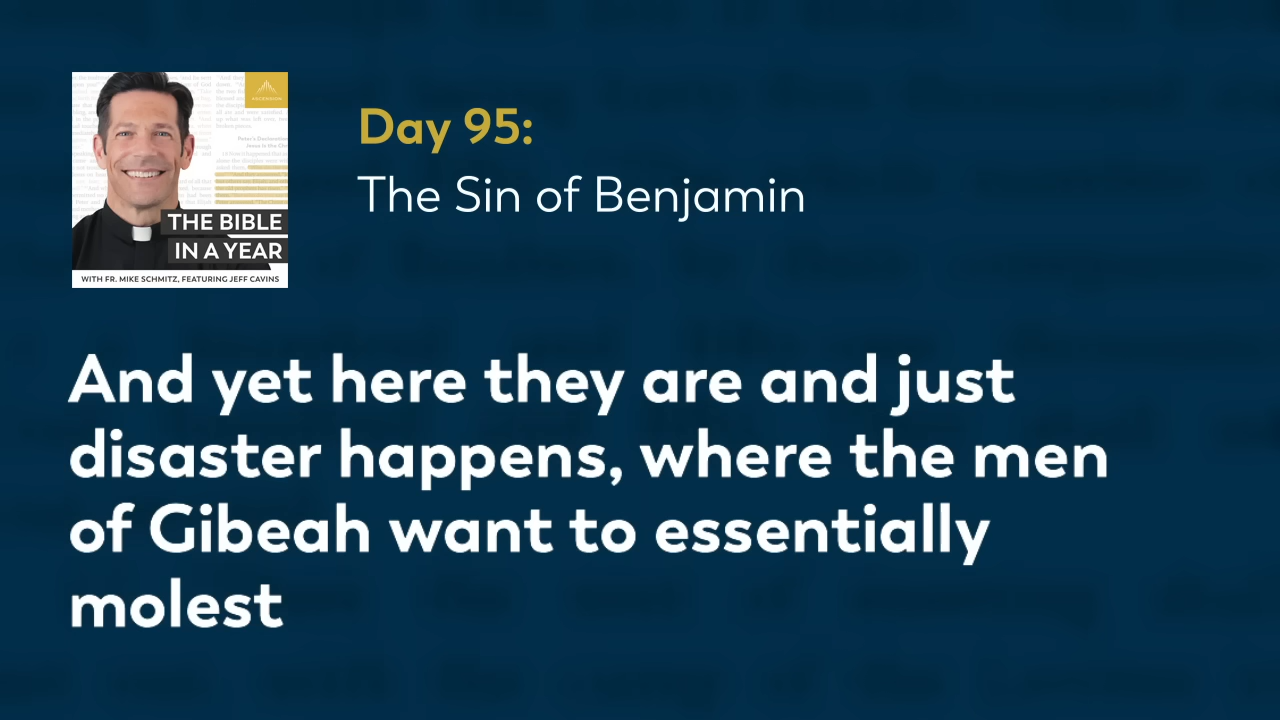 Day 95:
The Sin of Benjamin
ASCENSION
THE BIBLE
IN A YEAR
WITH FR. MIKE SCHMITZ, FEATURING JEFF CAVINS
And yet here they are and just
disaster happens, where the men
of Gibeah want to essentially
molest